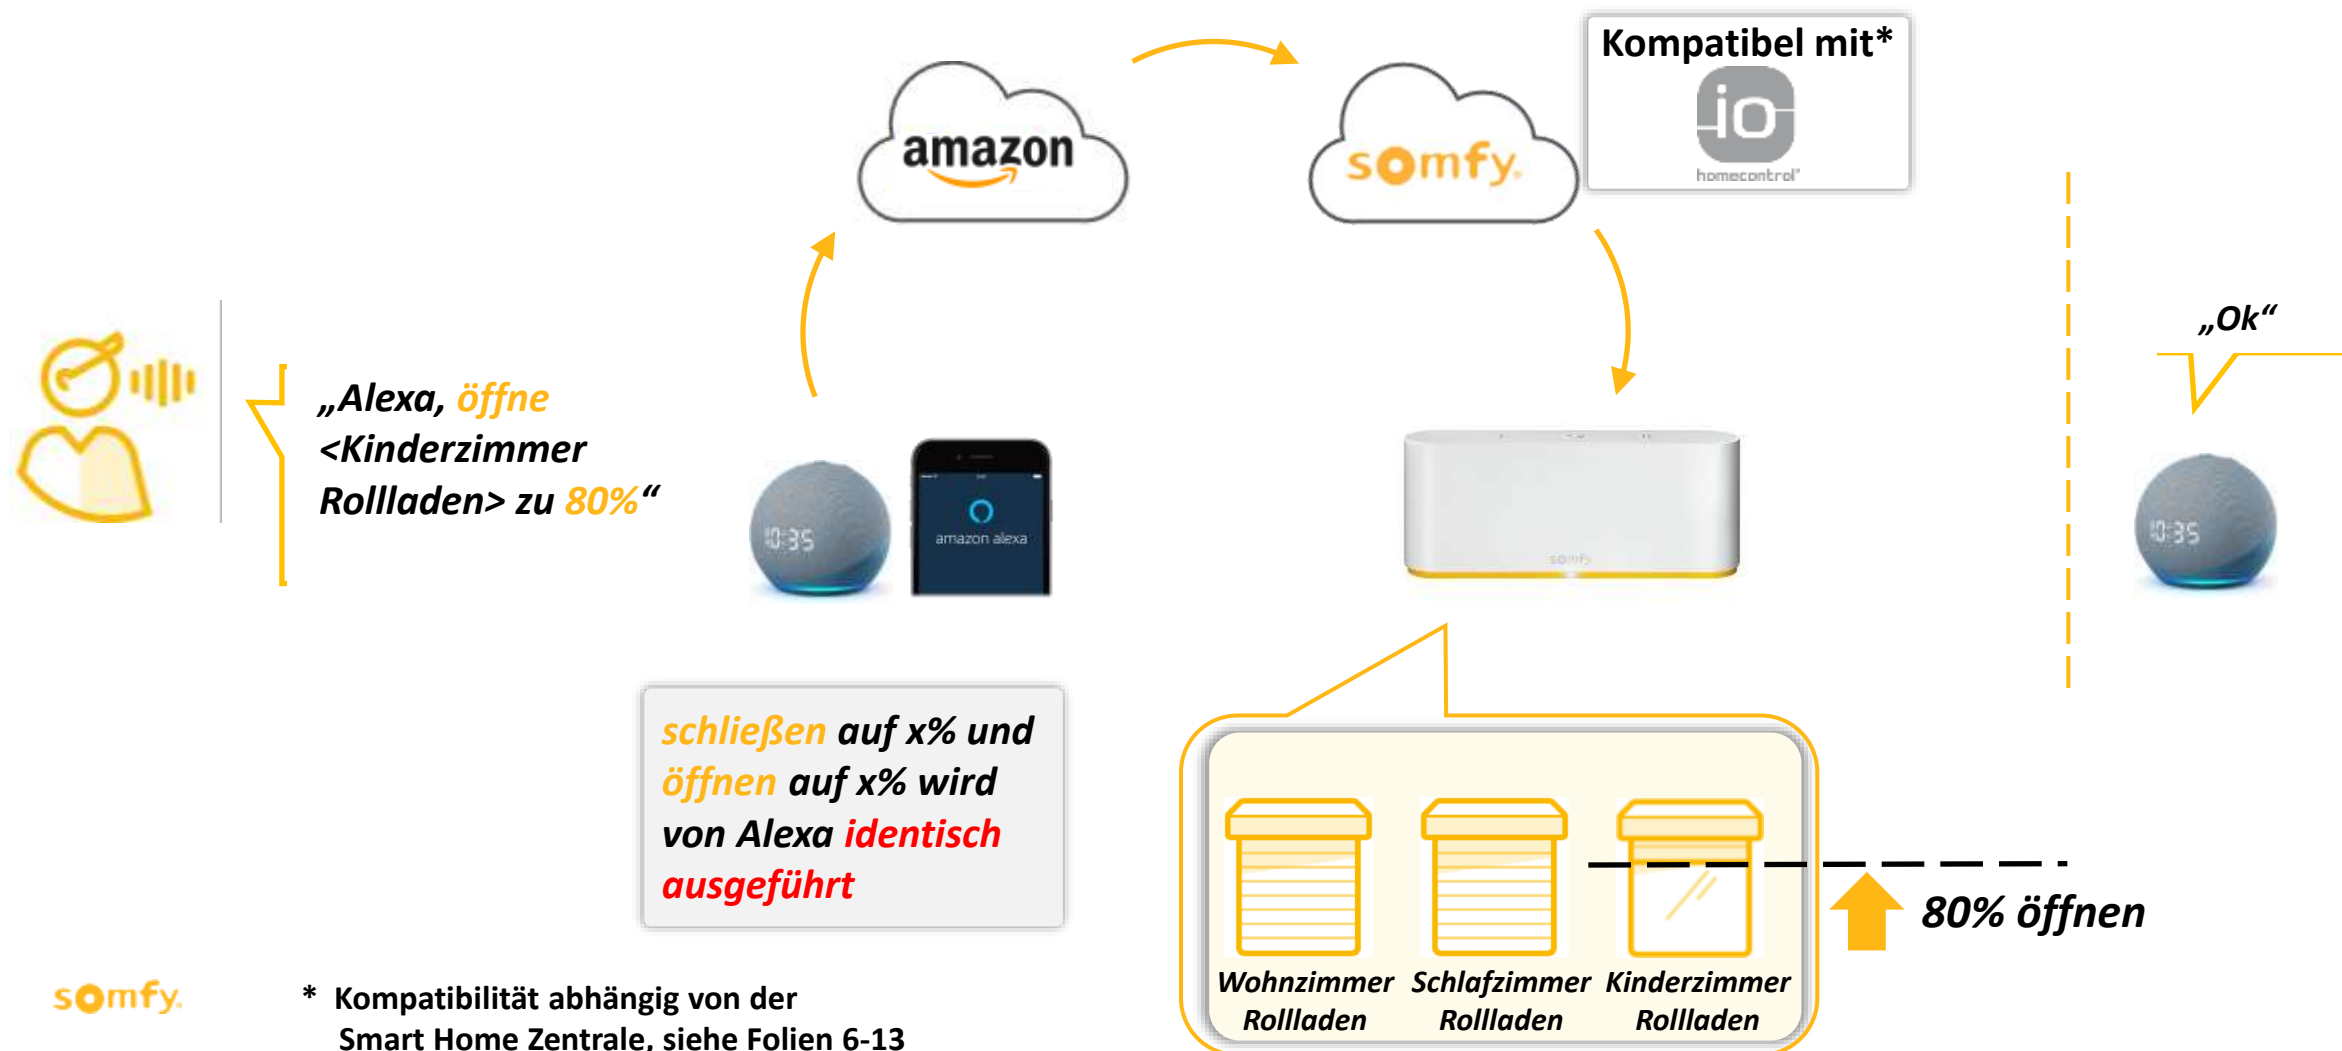 Kompatibel mit*
io
homecontrol®
amazon
somfy.
„Ok“
„Alexa, öffne
<Kinderzimmer
Rollladen> zu 80%“
10:35
amazon alexa
somfy
10:35
schließen auf x% und
öffnen auf x% wird
von Alexa identisch
ausgeführt
80% öffnen
Wohnzimmer
Rollladen
Schlafzimmer
Rollladen
Kinderzimmer
Rollladen
somfy.
* Kompatibilität abhängig von der
Smart Home Zentrale, siehe Folien 6-13